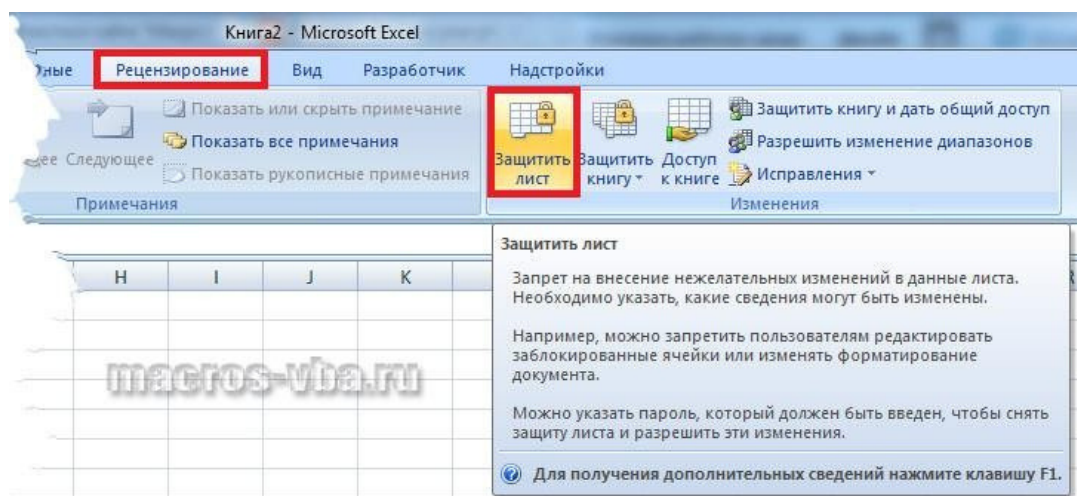 Книга2 - Microsoft Excel
Рецензирование Вид Разработчик Надстройки
Показать или скрыть примечание
Показать все примечания
Показать рукописные примечания
Следующее
Примечания
Защитить лист
Защитить книгу
Доступ к книге
Защитить книгу и дать общий доступ
Разрешить изменение диапазонов
Исправления
Изменения
Защитить лист
Запрет на внесение нежелательных изменений в данные листа.
Необходимо указать, какие сведения могут быть изменены.
Например, можно запретить пользователям редактировать
заблокированные ячейки или изменять форматирование
документа.
Можно указать пароль, который должен быть введен, чтобы снять
защиту листа и разрешить эти изменения.
Для получения дополнительных сведений нажмите клавишу F1.
H I J K
macros-vba.ru